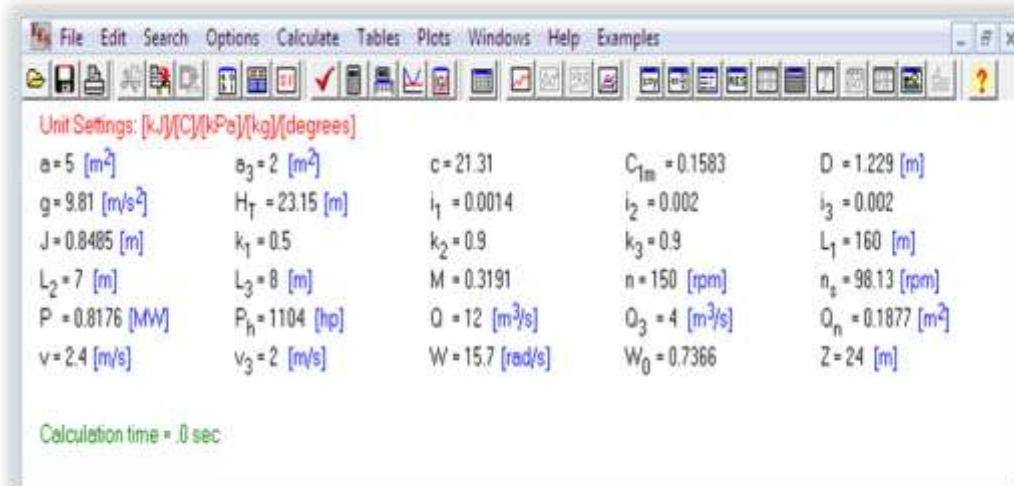 File Edit Search Options Calculate Tables Plots Windows Help Examples
Unit Settings: [kJ]/[C]/[kPa]/[kg]/[degrees]
a = 5 [m²] a₃ = 2 [m²] c = 21.31 C₁ₘ = 0.1583 D = 1.229 [m]
g = 9.81 [m/s²] H_T = 23.15 [m] i₁ = 0.0014 i₂ = 0.002 i₃ = 0.002
J = 0.8485 [m] k₁ = 0.5 k₂ = 0.9 k₃ = 0.9 L₁ = 160 [m]
L₂ = 7 [m] L₃ = 8 [m] M = 0.3191 n = 150 [rpm] nₛ = 98.13 [rpm]
P = 0.8176 [MW] Pₕ = 1104 [hp] Q = 12 [m³/s] Q₃ = 4 [m³/s] Qₙ = 0.1877 [m²]
v = 2.4 [m/s] v₃ = 2 [m/s] W = 15.7 [rad/s] W₀ = 0.7366 Z = 24 [m]
Calculation time = .0 sec